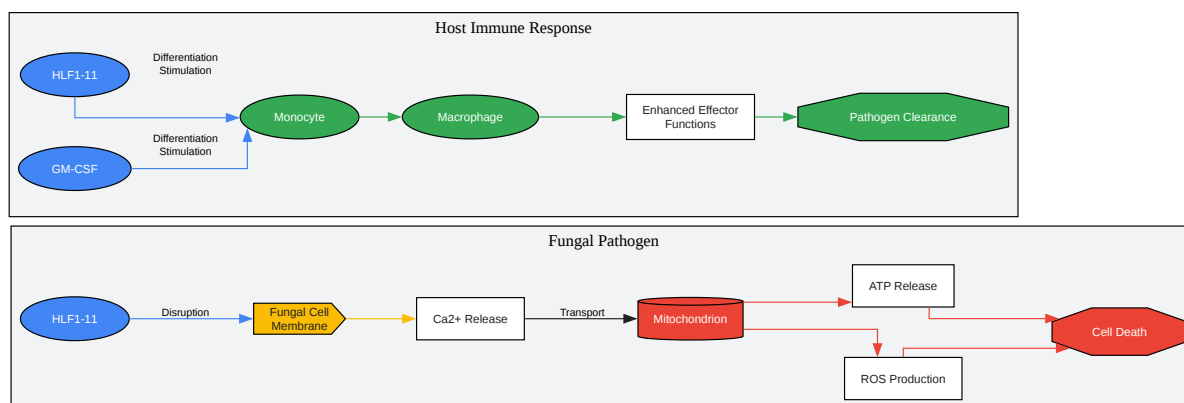 Host Immune Response
HLF1-11
Differentiation
Stimulation
Monocyte
Macrophage
Enhanced Effector
Functions
Pathogen Clearance
GM-CSF
Differentiation
Stimulation
Fungal Pathogen
HLF1-11
Disruption
Fungal Cell
Membrane
Ca2+ Release
Transport
Mitochondrion
ATP Release
ROS Production
Cell Death